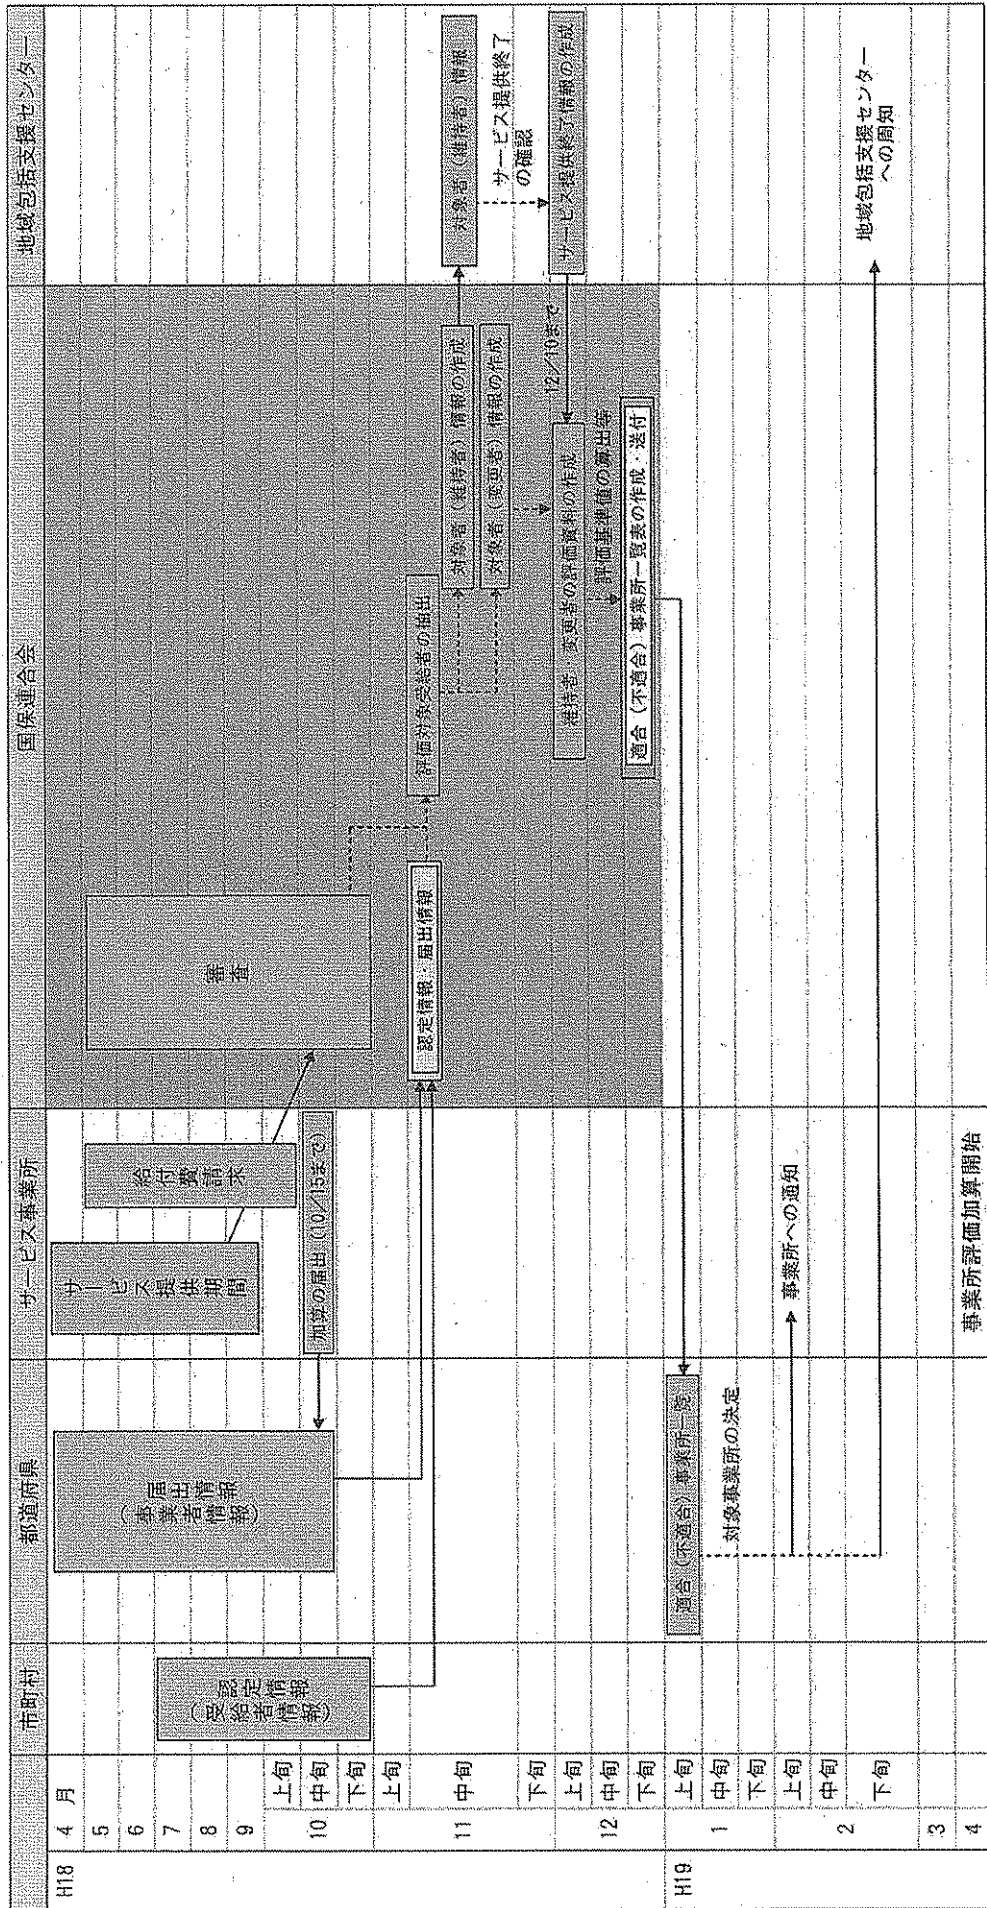 市町村
都道府県
サービス事業所
国保連合会
地域包括支援センター
H18
4 月
5
6
7
8
9
10
上旬
中旬
下旬
11
上旬
中旬
下旬
12
上旬
中旬
下旬
H19
1
上旬
中旬
下旬
2
上旬
中旬
下旬
3
4
認定情報
(受給者情報)
届出情報
(事業者情報)
サービス提供期間
給付費請求
審査
加算の届出(10/15まで)
認定情報・届出情報
評価対象受給者の抽出
対象者(維持者)情報の作成
対象者(変更者)情報の作成
対象者(維持者)情報
サービス提供終了
の確認
サービス提供終了情報の作成
12/10まで
維持者・変更者の評価資料の作成
評価基準値の算出等
適合(不適合)事業所一覧表の作成・送付
適合(不適合)事業所一覧
対象事業所の決定
事業所への通知
地域包括支援センター
への周知
事業所評価加算開始